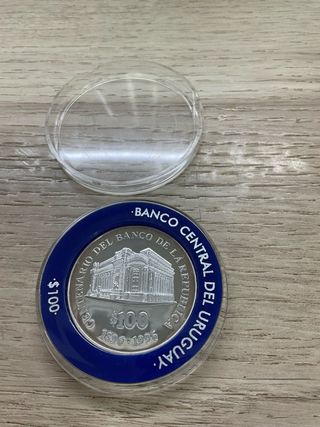 ·BANCO CENTRAL DEL URUGUAY·
·$100·
CENTENARIO DEL BANCO DE LA REPUBLICA
$100
1896-1996